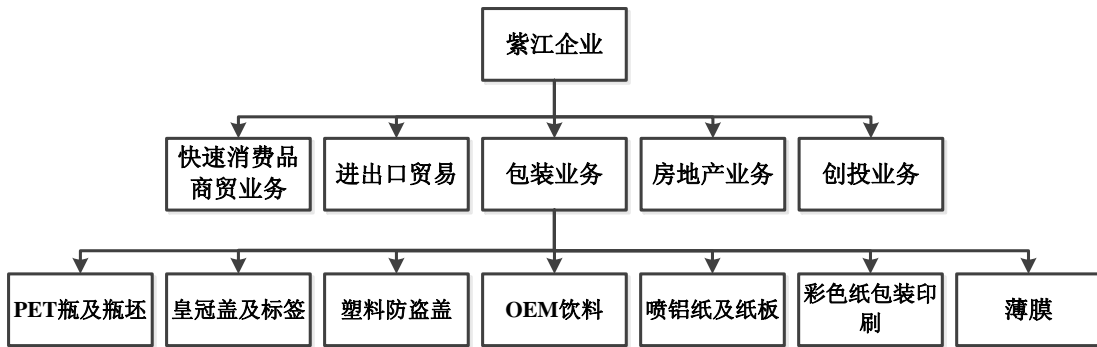 紫江企业
快速消费品
商贸业务
进出口贸易
包装业务
房地产业务
创投业务
PET瓶及瓶坯
皇冠盖及标签
塑料防盗盖
OEM饮料
喷铝纸及纸板
彩色纸包装印
刷
薄膜